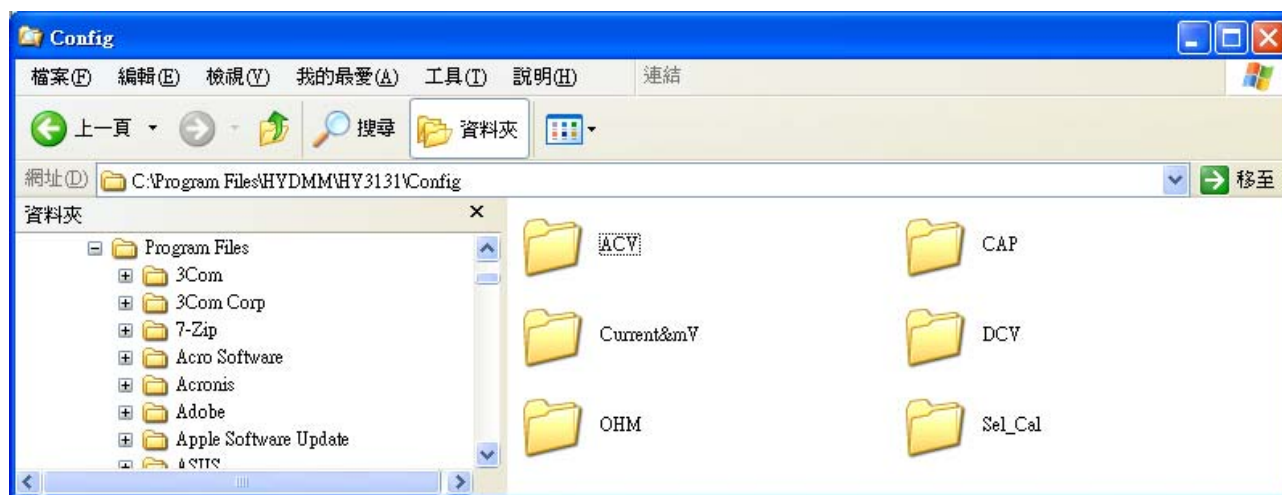 Config
檔案(F) 編輯(E) 檢視(V) 我的最愛(A) 工具(T) 說明(H) 連結
上一頁 搜尋 資料夾
網址(D) C:\Program Files\HYDMM\HY3131\Config 移至
資料夾
Program Files
3Com
3Com Corp
7-Zip
Acro Software
Acronis
Adobe
Apple Software Update
ASUS
ACV CAP
Current&mV DCV
OHM Sel_Cal